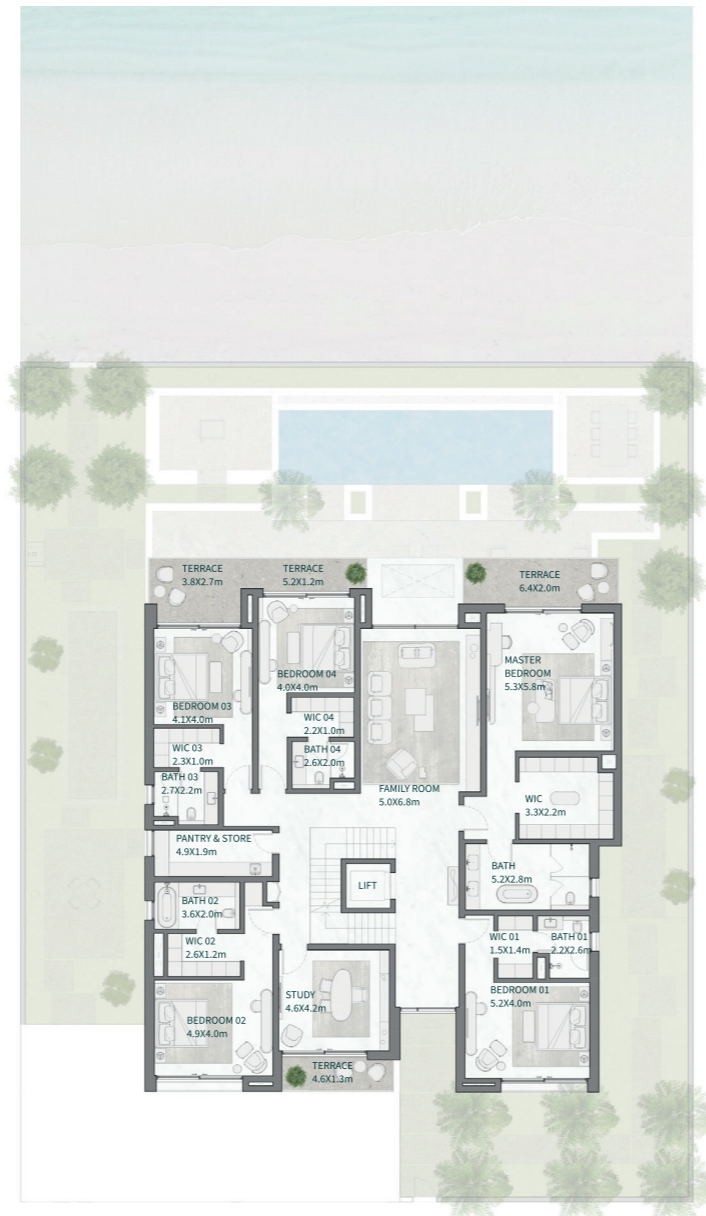 TERRACE
3.8X2.7m
TERRACE
5.2X1.2m
TERRACE
6.4X2.0m
BEDROOM 03
4.1X4.0m
BEDROOM 04
4.0X4.0m
MASTER
BEDROOM
5.3X5.8m
WIC 04
2.2X1.0m
WIC 03
2.3X1.0m
BATH 04
2.6X2.0m
BATH 03
2.7X2.2m
FAMILY ROOM
5.0X6.8m
WIC
3.3X2.2m
PANTRY & STORE
4.9X1.9m
BATH
5.2X2.8m
LIFT
BATH 02
3.6X2.0m
WIC 02
2.6X1.2m
WIC 01
1.5X1.4m
BATH 01
2.2X2.6m
STUDY
4.6X4.2m
BEDROOM 01
5.2X4.0m
BEDROOM 02
4.9X4.0m
TERRACE
4.6X1.3m